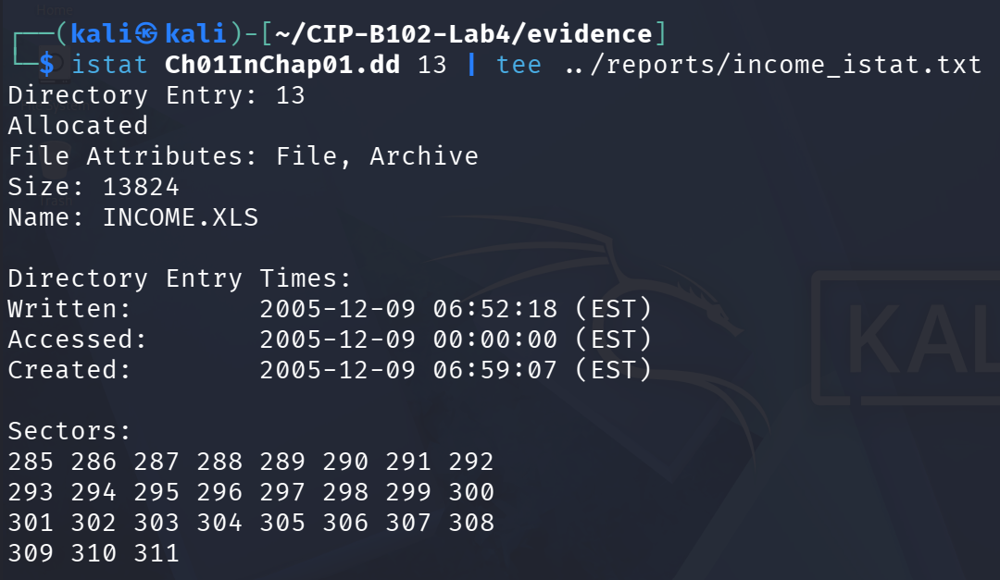 Home
┌──(kali㉿kali)-[~/CIP-B102-Lab4/evidence]
└─$ istat Ch01InChap01.dd 13 | tee ../reports/income_istat.txt
Directory Entry: 13
Allocated
File Attributes: File, Archive
Size: 13824
Trash
Name: INCOME.XLS
Directory Entry Times:
Written: 2005-12-09 06:52:18 (EST)
Accessed: 2005-12-09 00:00:00 (EST)
Created: 2005-12-09 06:59:07 (EST)
KAL
Sectors:
285 286 287 288 289 290 291 292
293 294 295 296 297 298 299 300
301 302 303 304 305 306 307 308
309 310 311